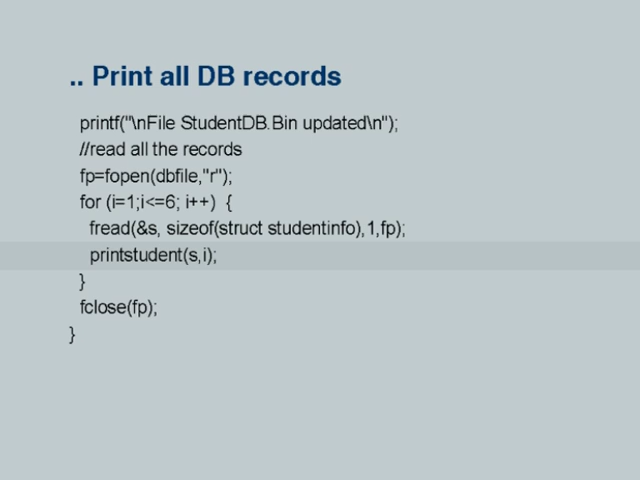 .. Print all DB records
printf("\nFile StudentDB.Bin updated\n");
//read all the records
fp=fopen(dbfile,"r");
for (i=1;i<=6; i++) {
fread(&s, sizeof(struct studentinfo),1,fp);
printstudent(s,i);
}
fclose(fp);
}